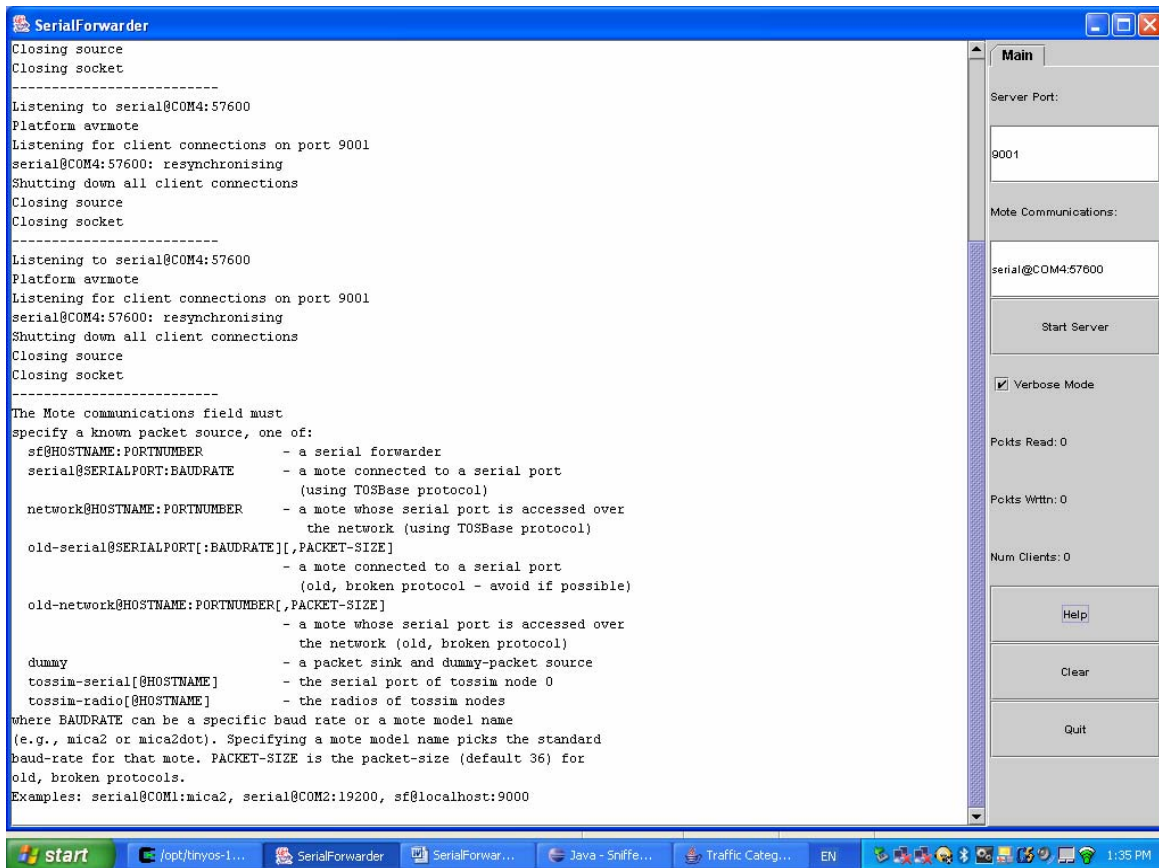 SerialForwarder
Closing source
Closing socket
--------------------------
Listening to serial@COM4:57600
Platform avrmote
Listening for client connections on port 9001
serial@COM4:57600: resynchronising
Shutting down all client connections
Closing source
Closing socket
--------------------------
Listening to serial@COM4:57600
Platform avrmote
Listening for client connections on port 9001
serial@COM4:57600: resynchronising
Shutting down all client connections
Closing source
Closing socket
--------------------------
The Mote communications field must
specify a known packet source, one of:
sf@HOSTNAME:PORTNUMBER - a serial forwarder
serial@SERIALPORT:BAUDRATE - a mote connected to a serial port
(using TOSBase protocol)
network@HOSTNAME:PORTNUMBER - a mote whose serial port is accessed over
the network (using TOSBase protocol)
old-serial@SERIALPORT[:BAUDRATE][,PACKET-SIZE]
- a mote connected to a serial port
(old, broken protocol - avoid if possible)
old-network@HOSTNAME:PORTNUMBER[,PACKET-SIZE]
- a mote whose serial port is accessed over
the network (old, broken protocol)
dummy - a packet sink and dummy-packet source
tossim-serial[@HOSTNAME] - the serial port of tossim node 0
tossim-radio[@HOSTNAME] - the radios of tossim nodes
where BAUDRATE can be a specific baud rate or a mote model name
(e.g., mica2 or mica2dot). Specifying a mote model name picks the standard
baud-rate for that mote. PACKET-SIZE is the packet-size (default 36) for
old, broken protocols.
Examples: serial@COM1:mica2, serial@COM2:19200, sf@localhost:9000
Main
Server Port:
9001
Mote Communications:
serial@COM4:57600
Start Server
Verbose Mode
Pckts Read: 0
Pckts Wrttn: 0
Num Clients: 0
Help
Clear
Quit
start
/opt/tinyos-1...
SerialForwarder
SerialForwar...
Java - Sniffe...
Traffic Categ...
EN
1:35 PM